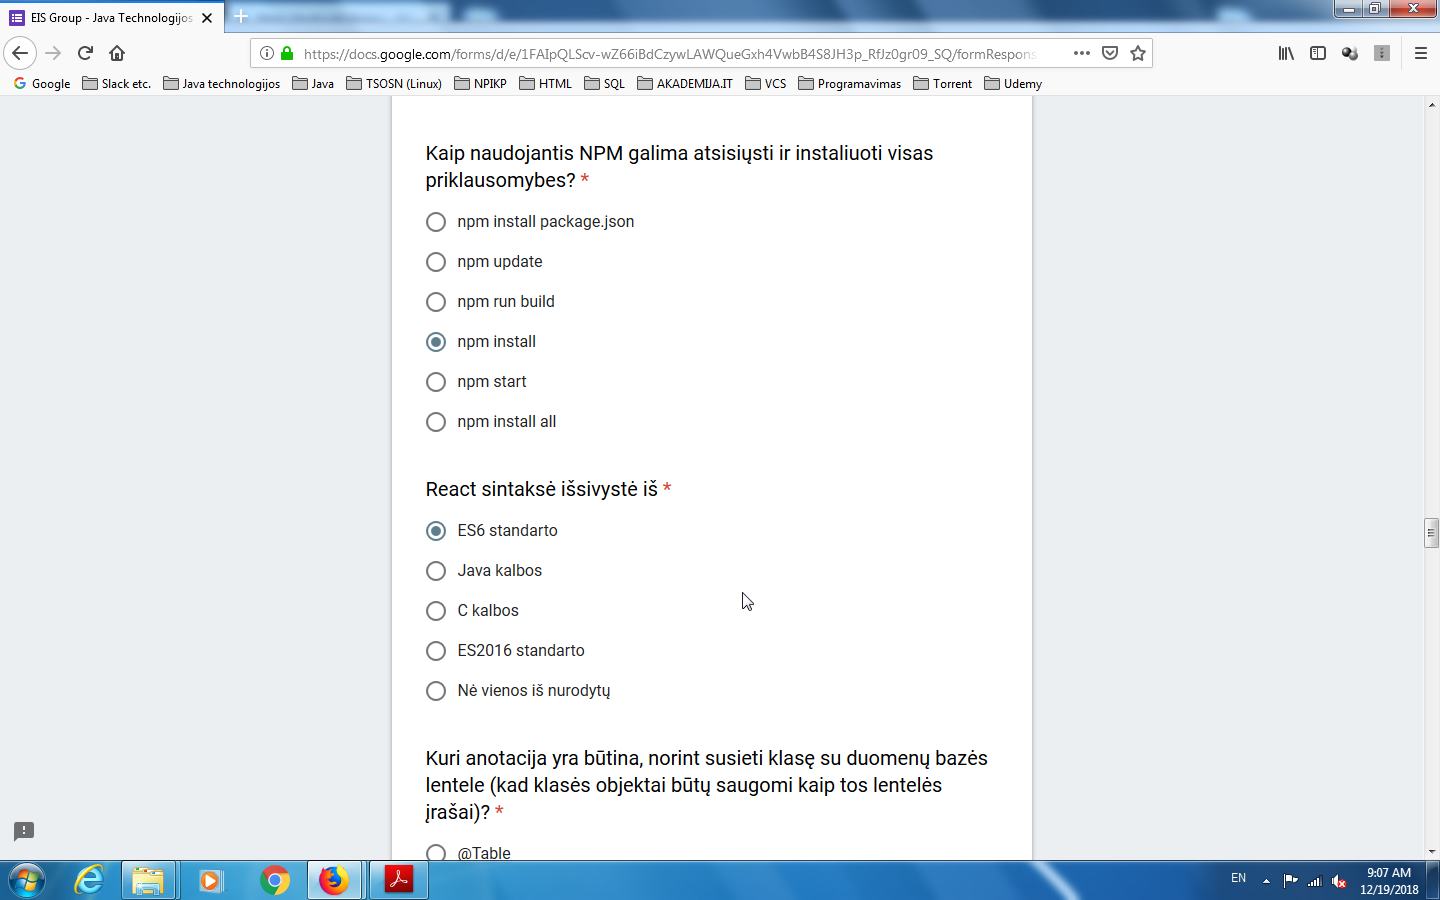 EIS Group - Java Technologijos
https://docs.google.com/forms/d/e/1FAIpQLScv-wZ66iBdCzywLAWQueGxh4VwbB4S8JH3p_RfJz0gr09_SQ/formRespons
Google Slack etc. Java technologijos Java TSOSN (Linux) NPIKP HTML SQL AKADEMIJA.IT VCS Programavimas Torrent Udemy
Kaip naudojantis NPM galima atsisiųsti ir instaliuoti visas
priklausomybes? *
npm install package.json
npm update
npm run build
npm install
npm start
npm install all
React sintaksė išsivystė iš *
ES6 standarto
Java kalbos
C kalbos
ES2016 standarto
Nė vienos iš nurodytų
Kuri anotacija yra būtina, norint susieti klasę su duomenų bazės
lentele (kad klasės objektai būtų saugomi kaip tos lentelės
įrašai)? *
@Table
EN
9:07 AM
12/19/2018